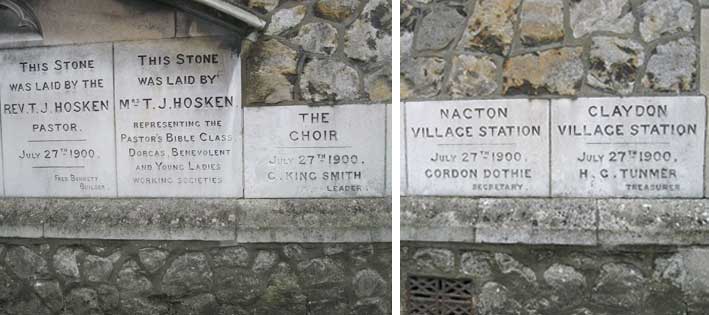 THIS STONE
WAS LAID BY THE
REV. T. J. HOSKEN
PASTOR.
JULY 27TH 1900.
FRED BENNETT
BUILDER.
THIS STONE
WAS LAID BY
MRS T. J. HOSKEN
REPRESENTING THE
PASTOR'S BIBLE CLASS,
DORCAS, BENEVOLENT
AND YOUNG LADIES
WORKING SOCIETIES
THE
CHOIR
JULY 27TH 1900.
C. KING SMITH
LEADER.
NACTON
VILLAGE STATION
JULY 27TH 1900.
GORDON DOTHIE
SECRETARY.
CLAYDON
VILLAGE STATION
JULY 27TH 1900.
H. G. TUNMER
TREASURER